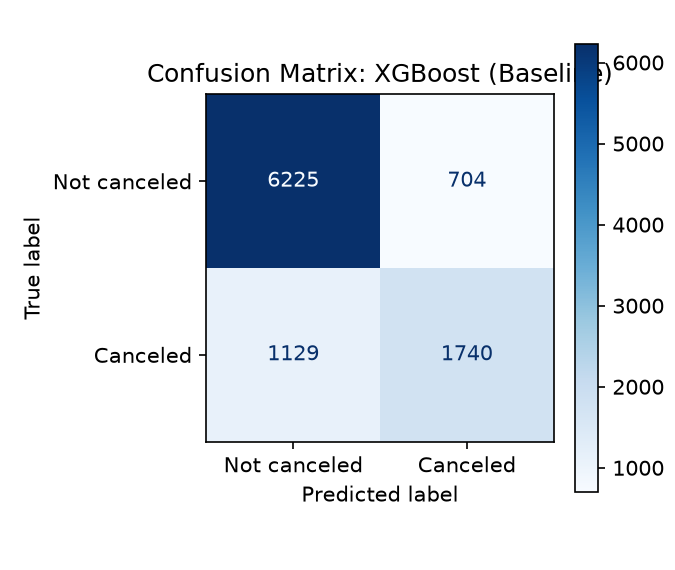 Confusion Matrix: XGBoost (Baseli e)
6000
5000
4000
3000
2000
1000
True label
Not canceled
6225
704
Canceled
1129
1740
Not canceled
Canceled
Predicted label